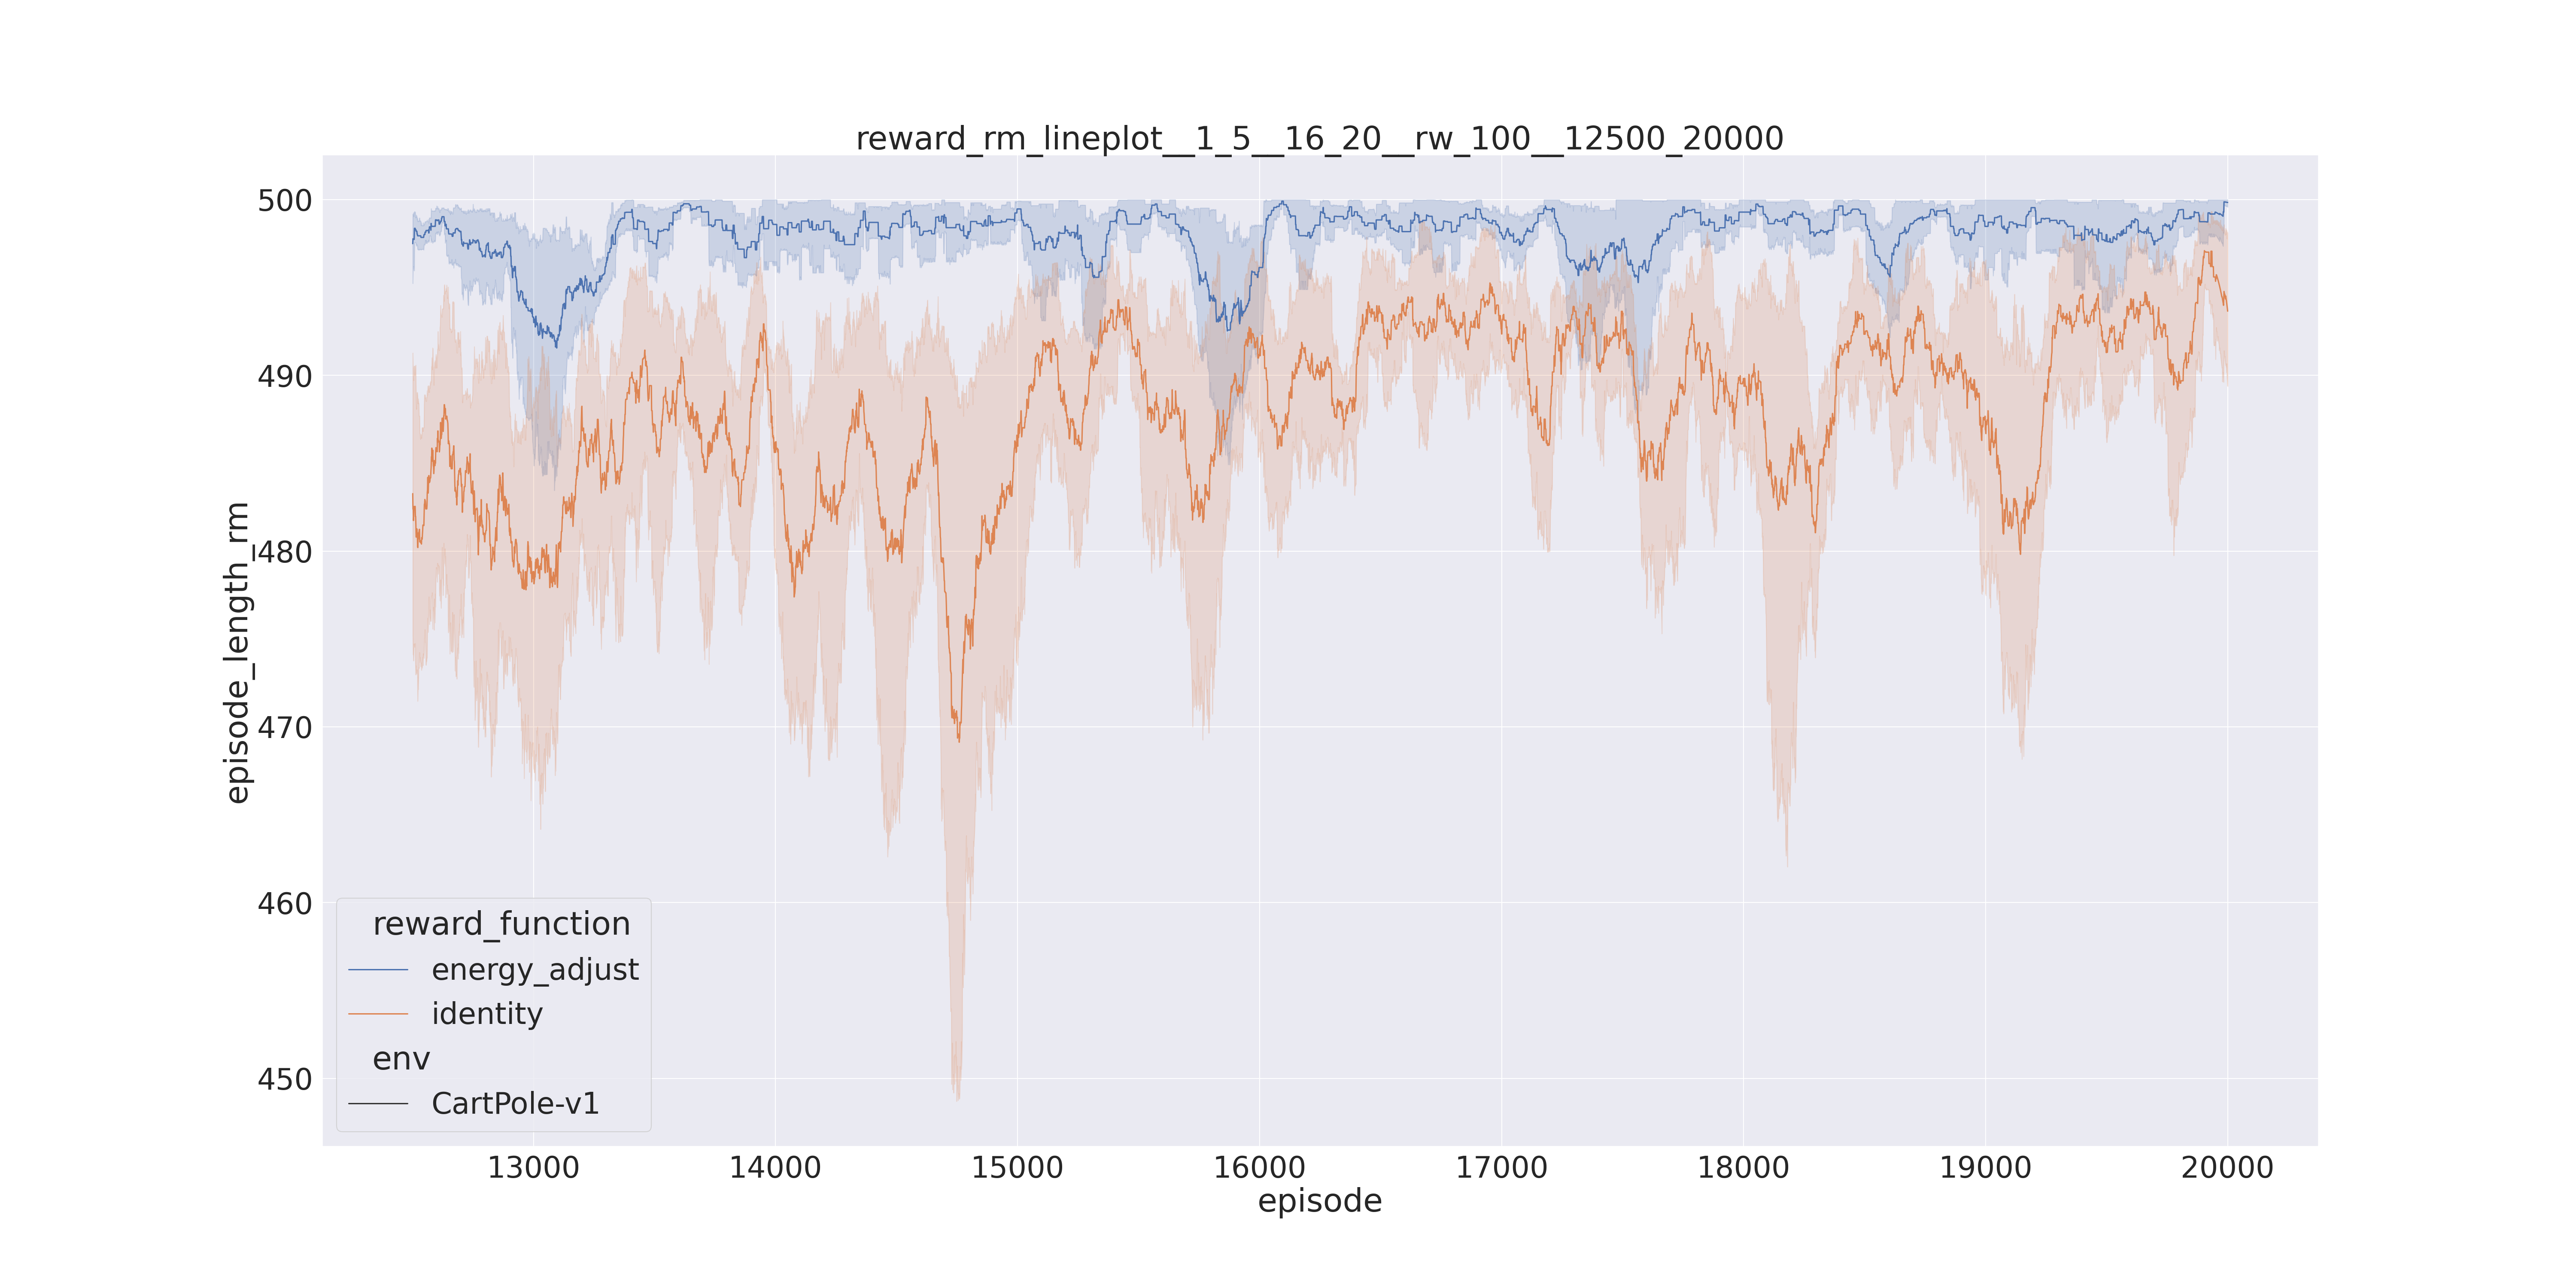 reward_rm_lineplot__1_5__16_20__rw_100__12500_20000
episode_length_rm
500
490
480
470
460
450
reward_function
energy_adjust
identity
env
CartPole-v1
13000 14000 15000 16000 17000 18000 19000 20000
episode